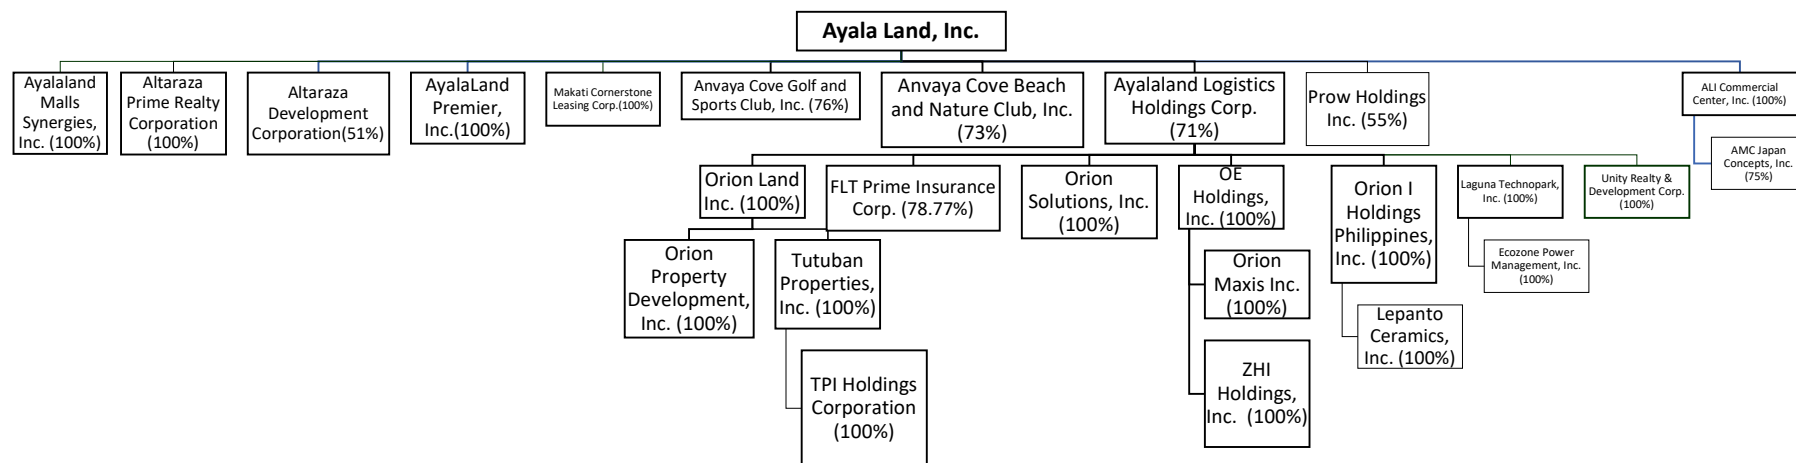 Ayala Land, Inc.
Ayalaland
Malls
Synergies,
Inc. (100%)
Altaraza
Prime Realty
Corporation
(100%)
Altaraza
Development
Corporation(51%)
AyalaLand
Premier,
Inc.(100%)
Makati Cornerstone
Leasing Corp.(100%)
Anvaya Cove Golf and
Sports Club, Inc. (76%)
Anvaya Cove Beach
and Nature Club, Inc.
(73%)
Ayalaland Logistics
Holdings Corp.
(71%)
Prow Holdings
Inc. (55%)
ALI Commercial
Center, Inc. (100%)
AMC Japan
Concepts, Inc.
(75%)
Orion Land
Inc. (100%)
FLT Prime Insurance
Corp. (78.77%)
Orion
Solutions, Inc.
(100%)
OE
Holdings,
Inc. (100%)
Orion I
Holdings
Philippines,
Inc. (100%)
Laguna Technopark,
Inc. (100%)
Unity Realty &
Development Corp.
(100%)
Orion
Property
Development,
Inc. (100%)
Tutuban
Properties,
Inc. (100%)
Orion
Maxis Inc.
(100%)
Ecozone Power
Management, Inc.
(100%)
Lepanto
Ceramics,
Inc. (100%)
TPI Holdings
Corporation
(100%)
ZHI
Holdings,
Inc.  (100%)